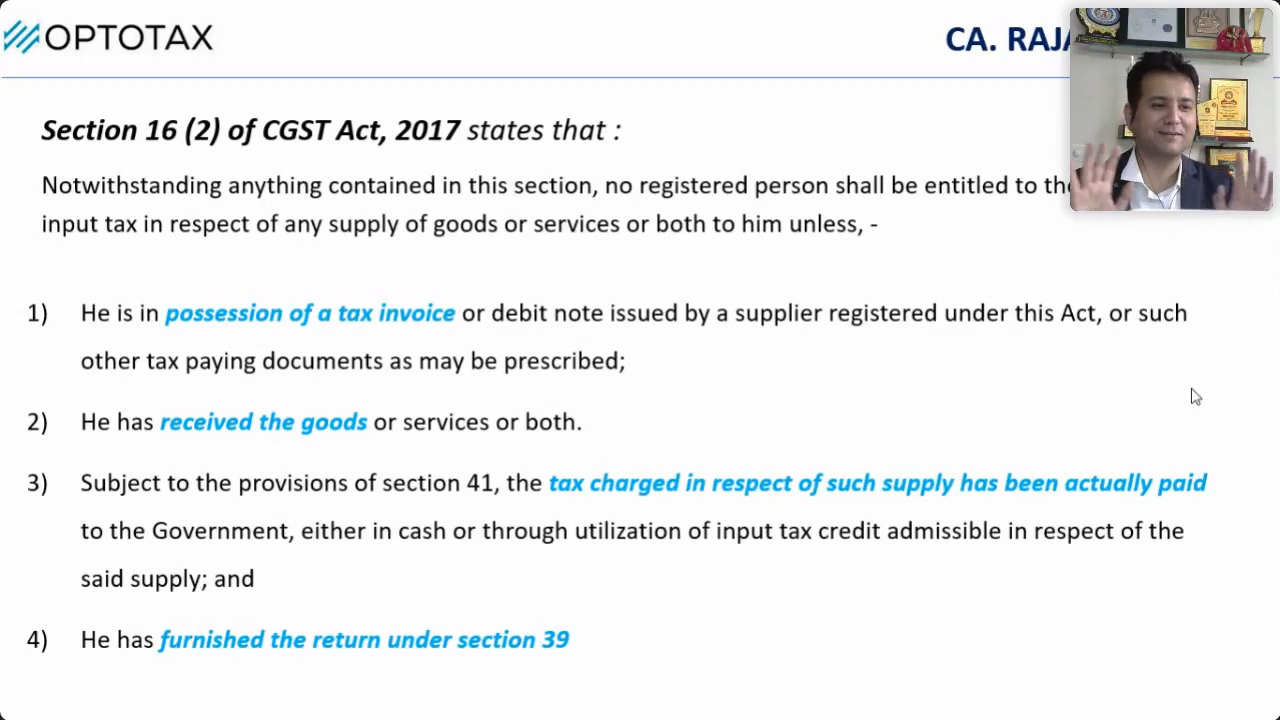 OPTOTAX
CA.
Section 16 (2) of CGST Act, 2017 states that :
Notwithstanding anything contained in this section, no registered person shall be entitled to
input tax in respect of any supply of goods or services or both to him unless, -
1) He is in possession of a tax invoice or debit note issued by a supplier registered under this Act, or such
other tax paying documents as may be prescribed;
2) He has received the goods or services or both.
3) Subject to the provisions of section 41, the tax charged in respect of such supply has been actually paid
to the Government, either in cash or through utilization of input tax credit admissible in respect of the
said supply; and
4) He has furnished the return under section 39